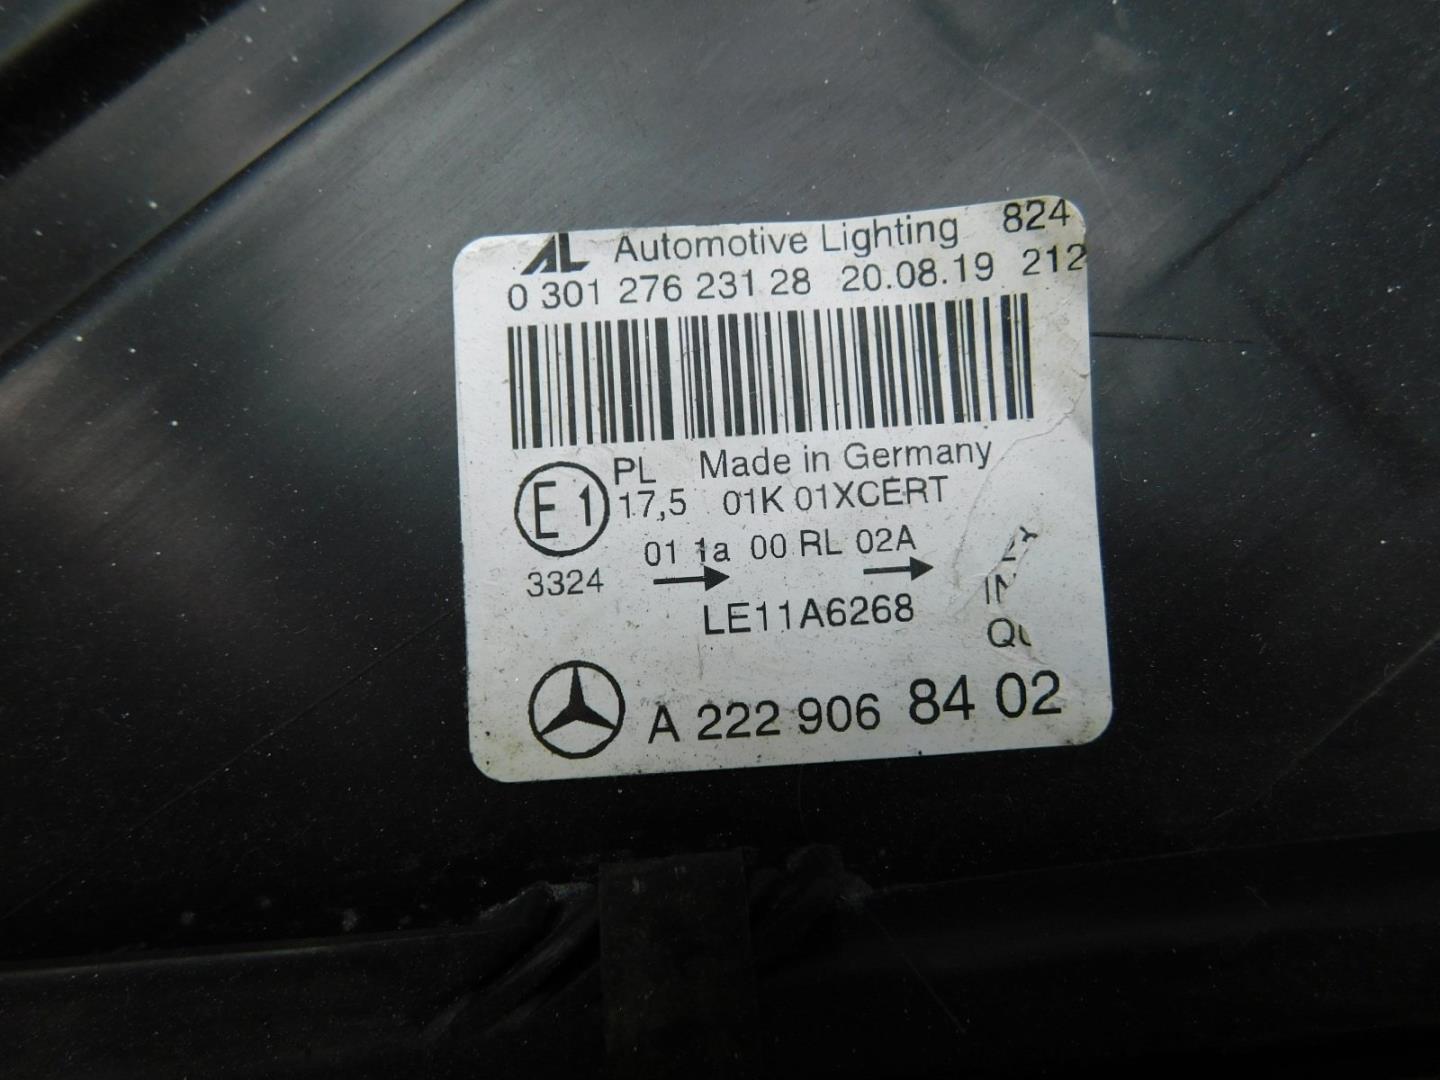 AL Automotive Lighting 824
0 301 276 231 28 20.08.19 212
PL Made in Germany
E1 17,5 01K 01XCERT
01 1a 00 RL 02A
3324
LE11A6268
A 222 906 84 02